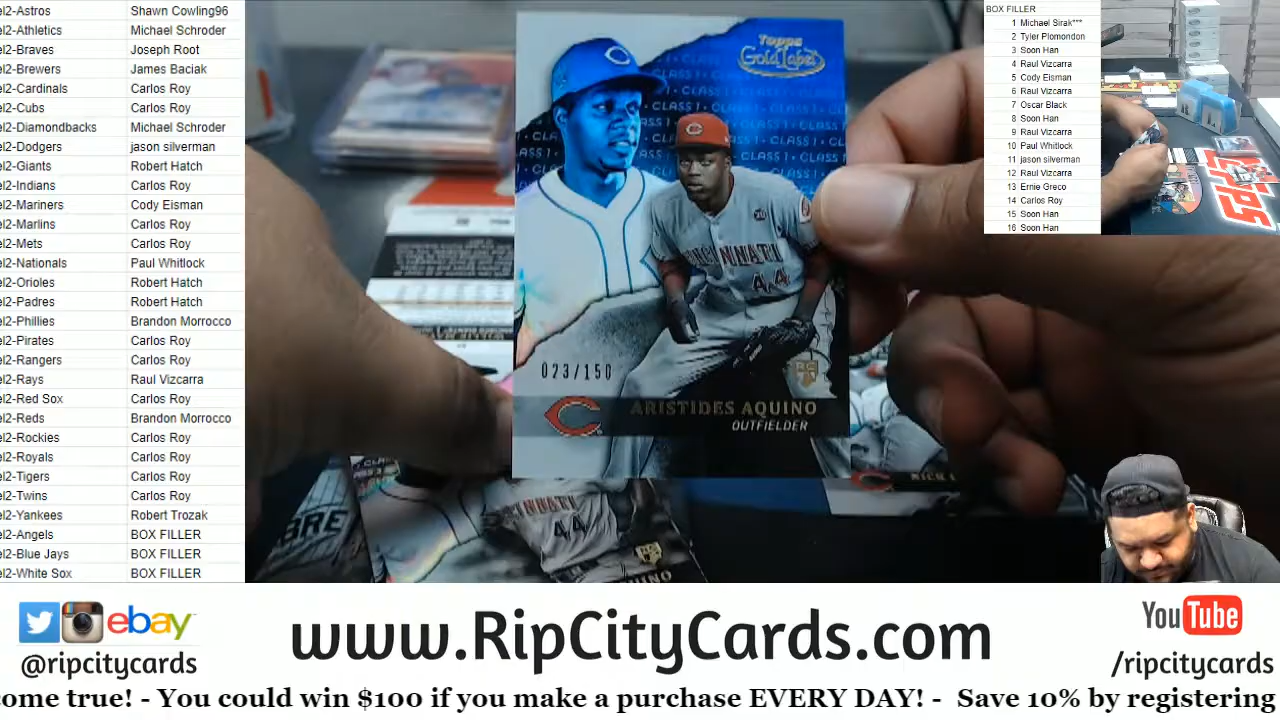 el2-Astros Shawn Cowling96
el2-Athletics Michael Schroder
el2-Braves Joseph Root
el2-Brewers James Baciak
el2-Cardinals Carlos Roy
el2-Cubs Carlos Roy
el2-Diamondbacks Michael Schroder
el2-Dodgers jason silverman
el2-Giants Robert Hatch
el2-Indians Carlos Roy
el2-Mariners Cody Eisman
el2-Marlins Carlos Roy
el2-Mets Carlos Roy
el2-Nationals Paul Whitlock
el2-Orioles Robert Hatch
el2-Padres Robert Hatch
el2-Phillies Brandon Morrocco
el2-Pirates Carlos Roy
el2-Rangers Carlos Roy
el2-Rays Raul Vizcarra
el2-Red Sox Carlos Roy
el2-Reds Brandon Morrocco
el2-Rockies Carlos Roy
el2-Royals Carlos Roy
el2-Tigers Carlos Roy
el2-Twins Carlos Roy
el2-Yankees Robert Trozak
el2-Angels BOX FILLER
el2-Blue Jays BOX FILLER
el2-White Sox BOX FILLER
Topps
Gold Label
CLASS 1
CINCINNATI
44
023/150
RC
ARISTIDES AQUINO
OUTFIELDER
CINNATI
44
UINO
BRE
NICK
BOX FILLER
1 Michael Sirak***
2 Tyler Plomondon
3 Soon Han
4 Raul Vizcarra
5 Cody Eisman
6 Raul Vizcarra
7 Oscar Black
8 Soon Han
9 Raul Vizcarra
10 Paul Whitlock
11 jason silverman
12 Raul Vizcarra
13 Ernie Greco
14 Carlos Roy
15 Soon Han
16 Soon Han
ebay
@ripcitycards
www.RipCityCards.com
YouTube
/ripcitycards
come true! - You could win $100 if you make a purchase EVERY DAY! - Save 10% by registering